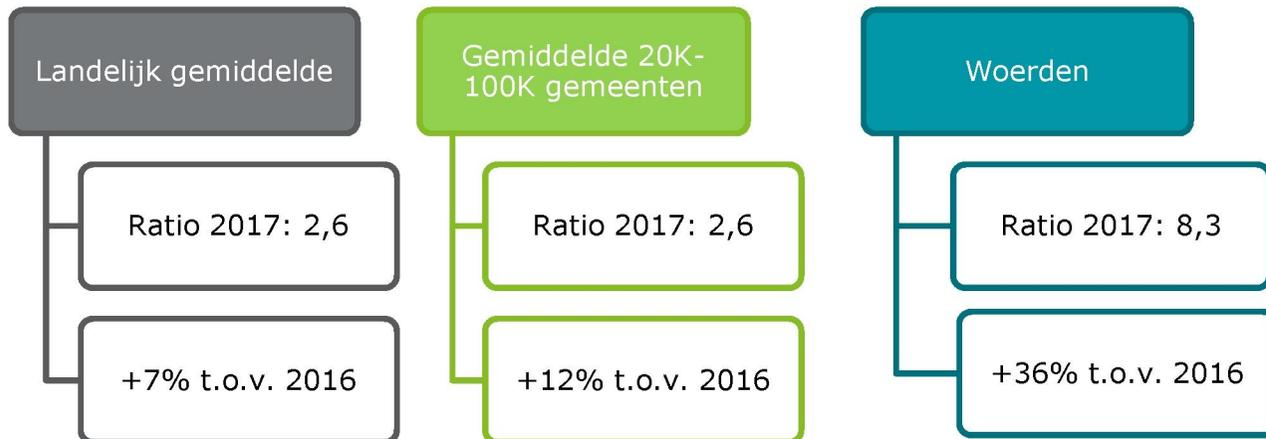 Landelijk gemiddelde
Ratio 2017: 2,6
+7% t.o.v. 2016
Gemiddelde 20K-
100K gemeenten
Ratio 2017: 2,6
+12% t.o.v. 2016
Woerden
Ratio 2017: 8,3
+36% t.o.v. 2016